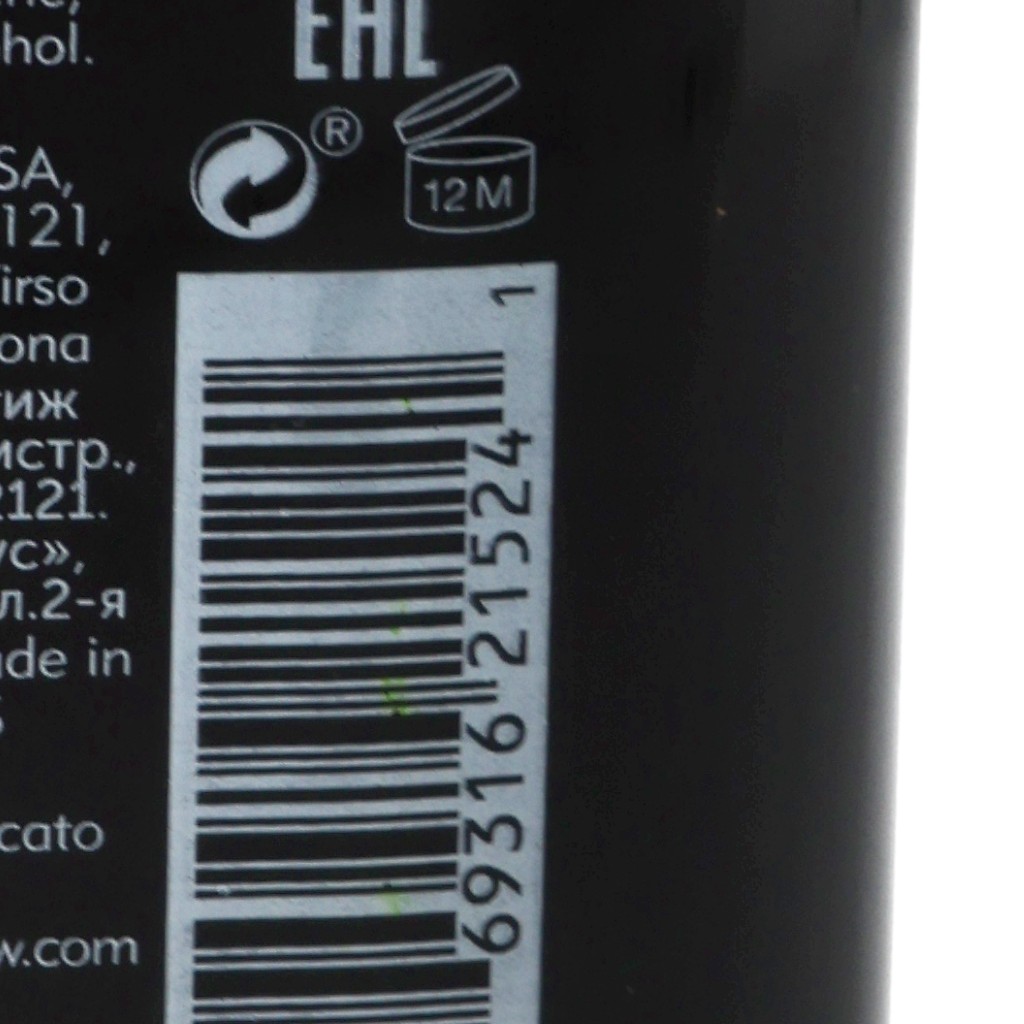 hol.
EAC
®
12M
SA,
121,
irso
ona
тиж
истр.,
2121.
ус»,
л.2-я
de in
cato
w.com
69316 21524 1